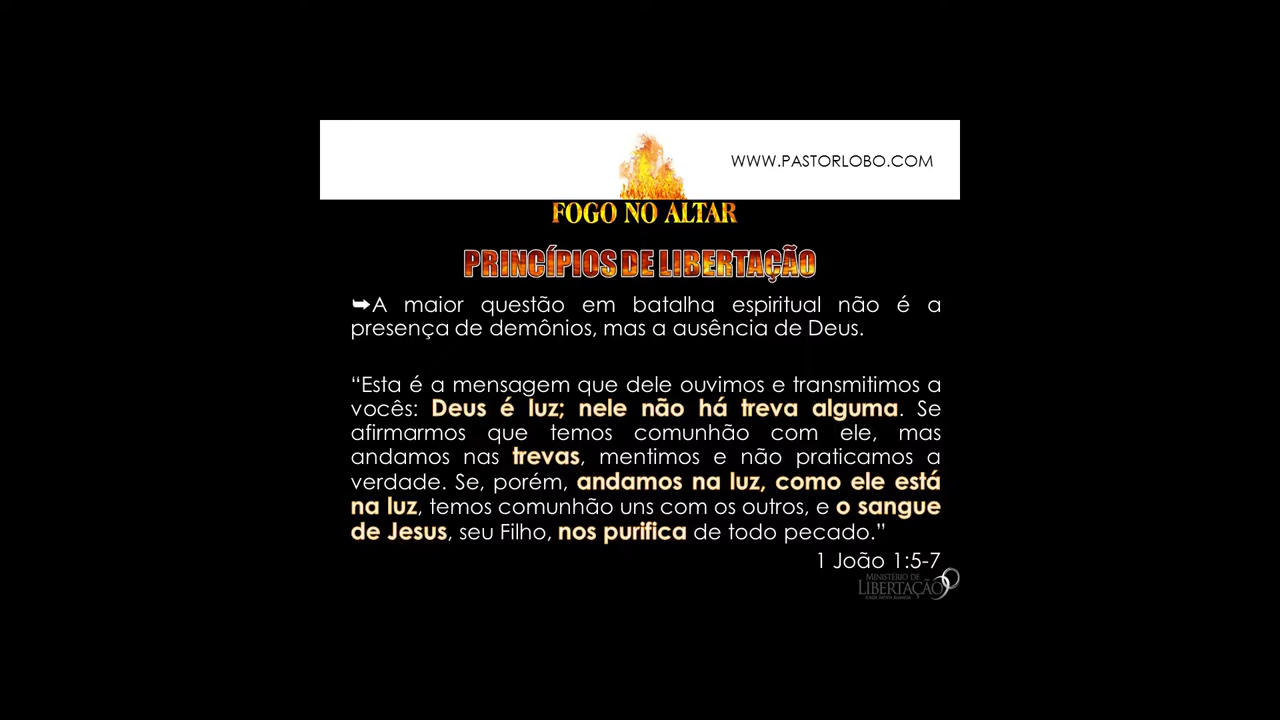 WWW.PASTORLOBO.COM
FOGO NO ALTAR
PRINCÍPIOS DE LIBERTAÇÃO
➥A maior questão em batalha espiritual não é a
presença de demônios, mas a ausência de Deus.
“Esta é a mensagem que dele ouvimos e transmitimos a
vocês: Deus é luz; nele não há treva alguma. Se
afirmarmos que temos comunhão com ele, mas
andamos nas trevas, mentimos e não praticamos a
verdade. Se, porém, andamos na luz, como ele está
na luz, temos comunhão uns com os outros, e o sangue
de Jesus, seu Filho, nos purifica de todo pecado.”
1 João 1:5-7
MINISTÉRIO DE
LIBERTAÇÃO